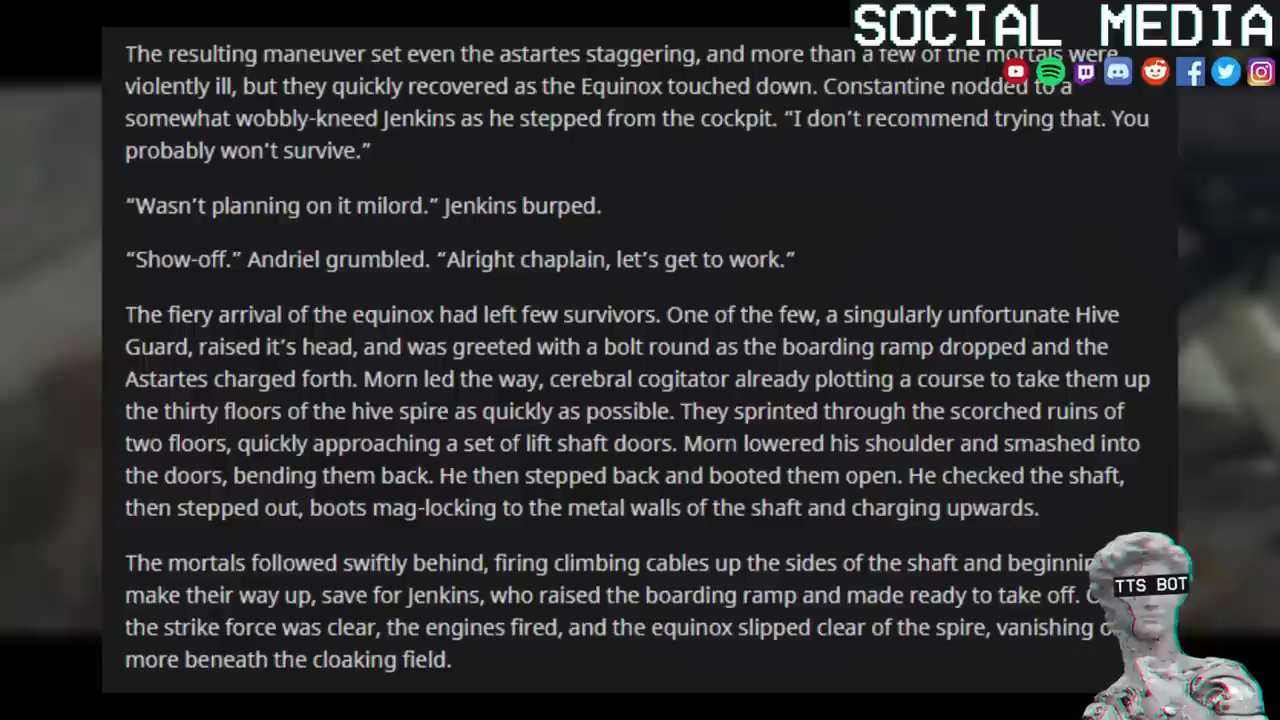 SOCIAL MEDIA
The resulting maneuver set even the astartes staggering, and more than a few of the mortals were
violently ill, but they quickly recovered as the Equinox touched down. Constantine nodded to a
somewhat wobbly-kneed Jenkins as he stepped from the cockpit. “I don’t recommend trying that. You
probably won’t survive.”
“Wasn’t planning on it milord.” Jenkins burped.
“Show-off.” Andriel grumbled. “Alright chaplain, let’s get to work.”
The fiery arrival of the equinox had left few survivors. One of the few, a singularly unfortunate Hive
Guard, raised it’s head, and was greeted with a bolt round as the boarding ramp dropped and the
Astartes charged forth. Morn led the way, cerebral cogitator already plotting a course to take them up
the thirty floors of the hive spire as quickly as possible. They sprinted through the scorched ruins of
two floors, quickly approaching a set of lift shaft doors. Morn lowered his shoulder and smashed into
the doors, bending them back. He then stepped back and booted them open. He checked the shaft,
then stepped out, boots mag-locking to the metal walls of the shaft and charging upwards.
The mortals followed swiftly behind, firing climbing cables up the sides of the shaft and beginnin
make their way up, save for Jenkins, who raised the boarding ramp and made ready to take off.
the strike force was clear, the engines fired, and the equinox slipped clear of the spire, vanishing
more beneath the cloaking field.
TTS BOT